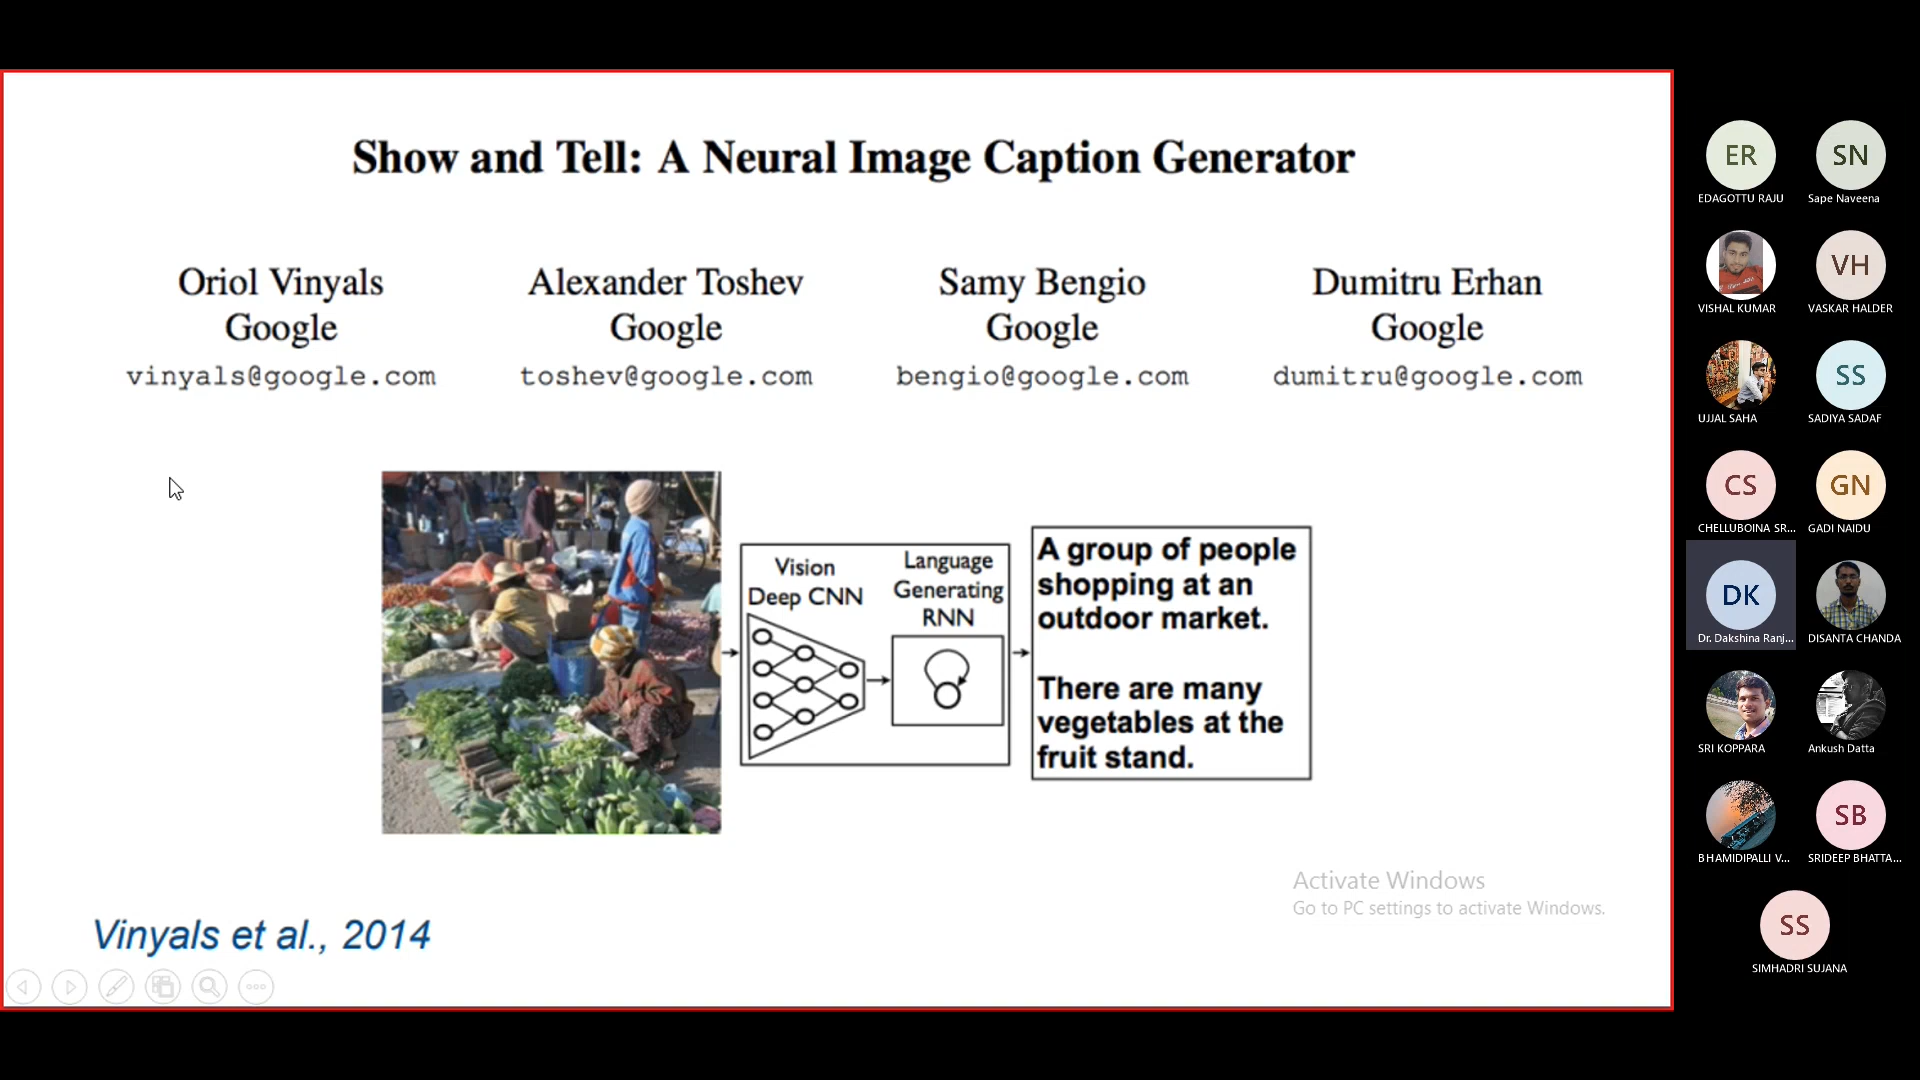 Show and Tell: A Neural Image Caption Generator
Oriol Vinyals
Google
vinyals@google.com
Alexander Toshev
Google
toshev@google.com
Samy Bengio
Google
bengio@google.com
Dumitru Erhan
Google
dumitru@google.com
Vision
Deep CNN
Language
Generating
RNN
A group of people
shopping at an
outdoor market.
There are many
vegetables at the
fruit stand.
Vinyals et al., 2014
Activate Windows
Go to PC settings to activate Windows.
ER
EDAGOTTU RAJU
SN
Sape Naveena
VISHAL KUMAR
VH
VASKAR HALDER
UJJAL SAHA
SS
SADIYA SADAF
CS
CHELLUBOINA SR...
GN
GADI NAIDU
DK
Dr. Dakshina Ranj...
DISANTA CHANDA
SRI KOPPARA
Ankush Datta
BHAMIDIPALLI V...
SB
SRIDEEP BHATTA...
SS
SIMHADRI SUJANA